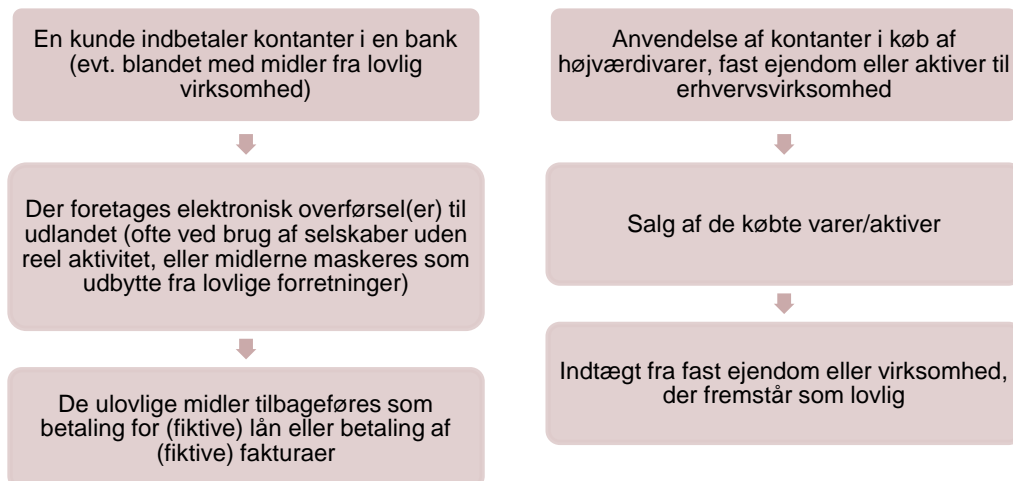 En kunde indbetaler kontanter i en bank
(evt. blandet med midler fra lovlig
virksomhed)
Der foretages elektronisk overførsel(er) til
udlandet (ofte ved brug af selskaber uden
reel aktivitet, eller midlerne maskeres som
udbytte fra lovlige forretninger)
De ulovlige midler tilbageføres som
betaling for (fiktive) lån eller betaling af
(fiktive) fakturaer
Anvendelse af kontanter i køb af
højværdivarer, fast ejendom eller aktiver til
erhvervsvirksomhed
Salg af de købte varer/aktiver
Indtægt fra fast ejendom eller virksomhed,
der fremstår som lovlig